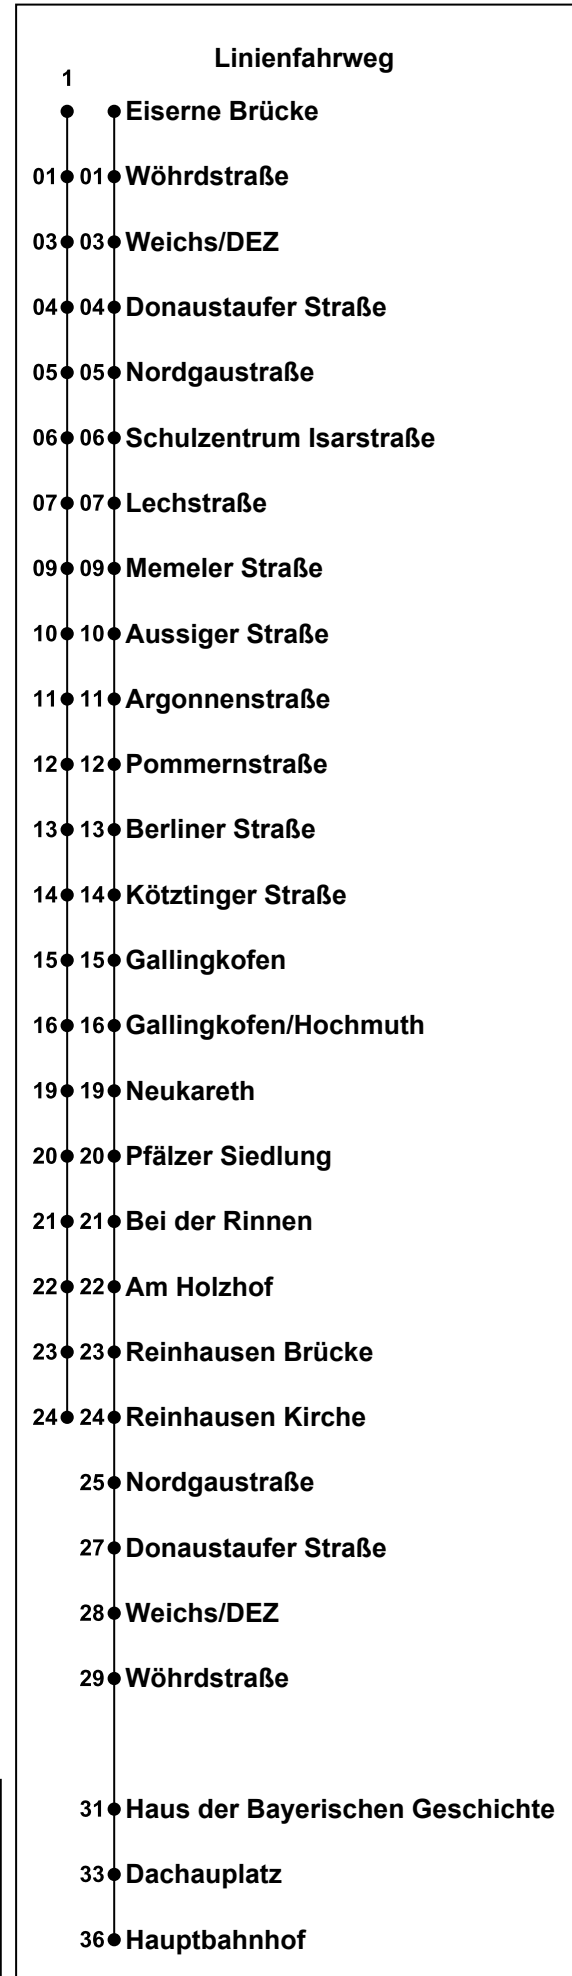 Linienfahrweg
1
Eiserne Brücke
01 01 Wöhrdstraße
03 03 Weichs/DEZ
04 04 Donaustaufer Straße
05 05 Nordgaustraße
06 06 Schulzentrum Isarstraße
07 07 Lechstraße
09 09 Memeler Straße
10 10 Aussiger Straße
11 11 Argonnenstraße
12 12 Pommernstraße
13 13 Berliner Straße
14 14 Kötztinger Straße
15 15 Gallingkofen
16 16 Gallingkofen/Hochmuth
19 19 Neukareth
20 20 Pfälzer Siedlung
21 21 Bei der Rinnen
22 22 Am Holzhof
23 23 Reinhausen Brücke
24 24 Reinhausen Kirche
25 Nordgaustraße
27 Donaustaufer Straße
28 Weichs/DEZ
29 Wöhrdstraße
31 Haus der Bayerischen Geschichte
33 Dachauplatz
36 Hauptbahnhof